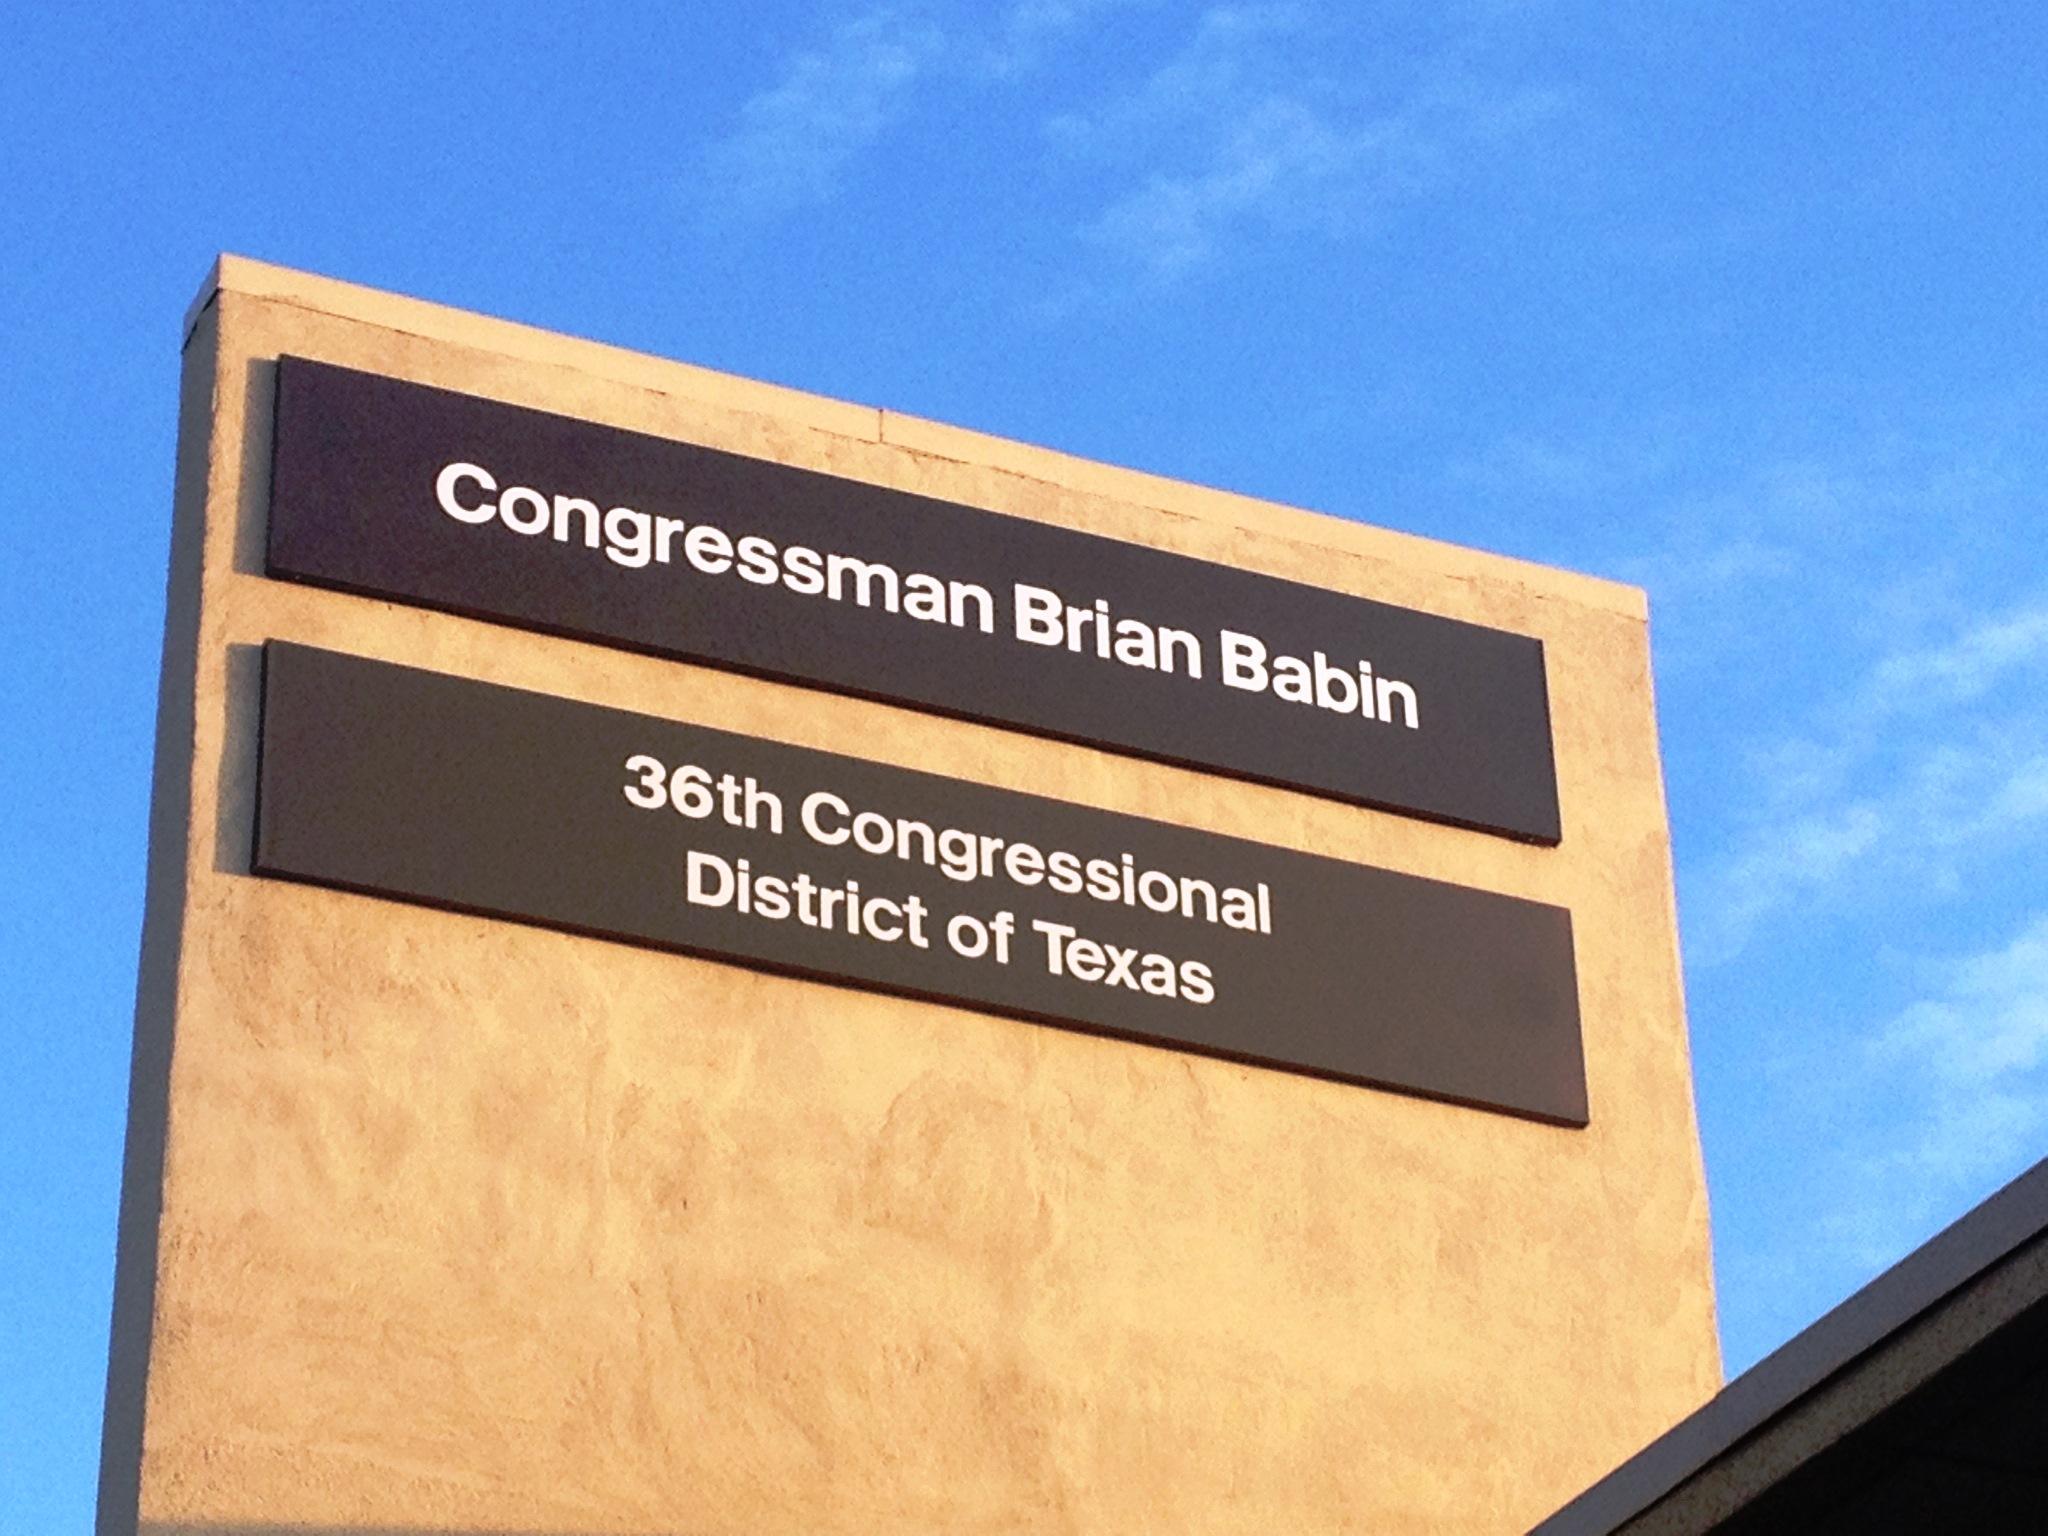 Congressman Brian Babin
36th Congressional
District of Texas